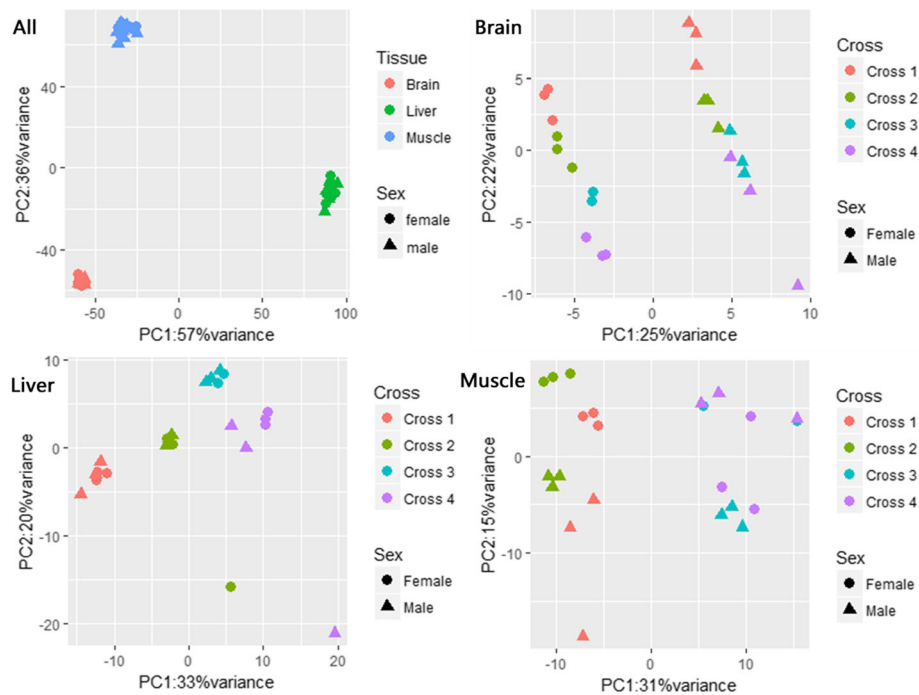 All
40
0
-40
-50
0
50
100
PC2:36%variance
PC1:57%variance
Tissue
Brain
Liver
Muscle
Sex
female
male
Brain
5
0
-5
-10
-5
0
5
10
PC2:22%variance
PC1:25%variance
Cross
Cross 1
Cross 2
Cross 3
Cross 4
Sex
Female
Male
Liver
10
0
-10
-20
-10
0
10
20
PC2:20%variance
PC1:33%variance
Cross
Cross 1
Cross 2
Cross 3
Cross 4
Sex
Female
Male
Muscle
0
-10
-10
0
10
PC2:15%variance
PC1:31%variance
Cross
Cross 1
Cross 2
Cross 3
Cross 4
Sex
Female
Male